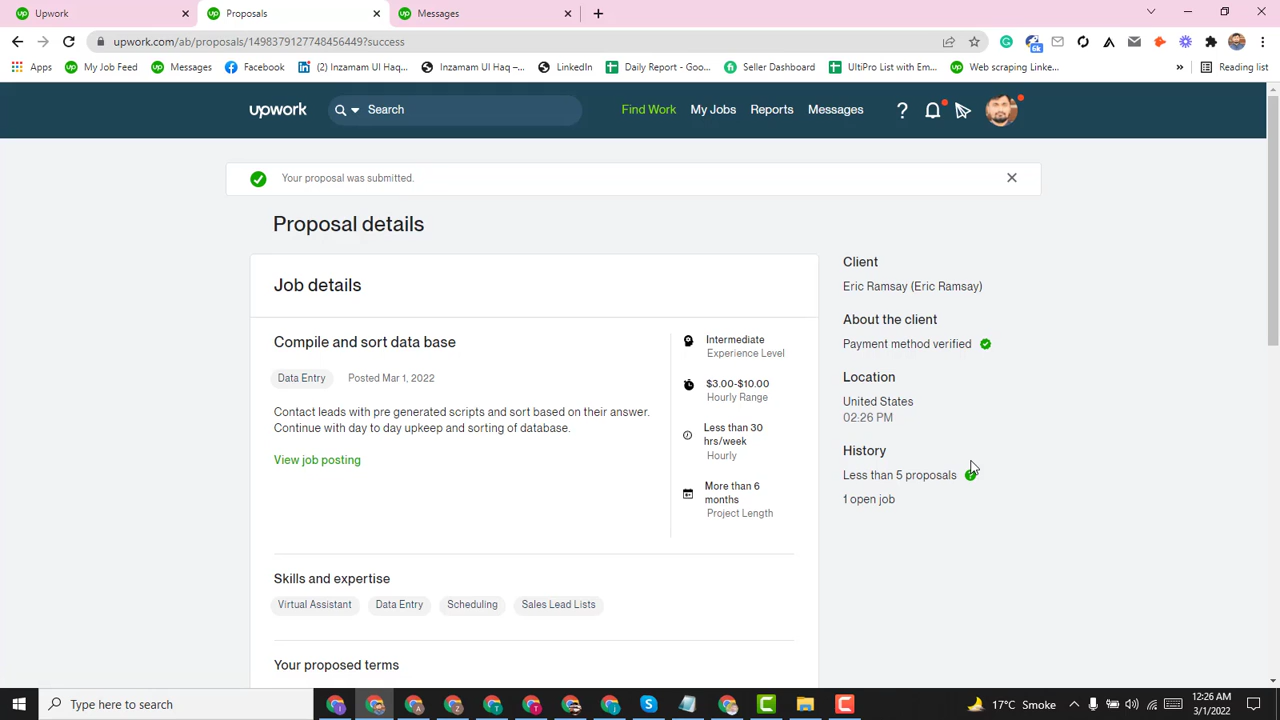 Upwork
Proposals
Messages
upwork.com/ab/proposals/1498379127748456449?success
6k
Apps
My Job Feed
Messages
Facebook
(1) Inzamam Ul Haq...
Inzamam Ul Haq –...
LinkedIn
Daily Report - Goo...
Seller Dashboard
UltiPro List with Em...
Web scraping Linke...
»
Reading list
upwork
Search
Find Work
My Jobs
Reports
Messages
?
Your proposal was submitted.
Proposal details
Job details
Compile and sort data base
Data Entry
Posted Mar 1, 2022
Contact leads with pre generated scripts and sort based on their answer.
Continue with day to day upkeep and sorting of database.
View job posting
Intermediate
Experience Level
$3.00-$10.00
Hourly Range
Less than 30
hrs/week
Hourly
More than 6
months
Project Length
Skills and expertise
Virtual Assistant
Data Entry
Scheduling
Sales Lead Lists
Your proposed terms
Client
Eric Ramsay (Eric Ramsay)
About the client
Payment method verified
Location
United States
02:26 PM
History
Less than 5 proposals
1 open job
Type here to search
17°C Smoke
12:26 AM
3/1/2022